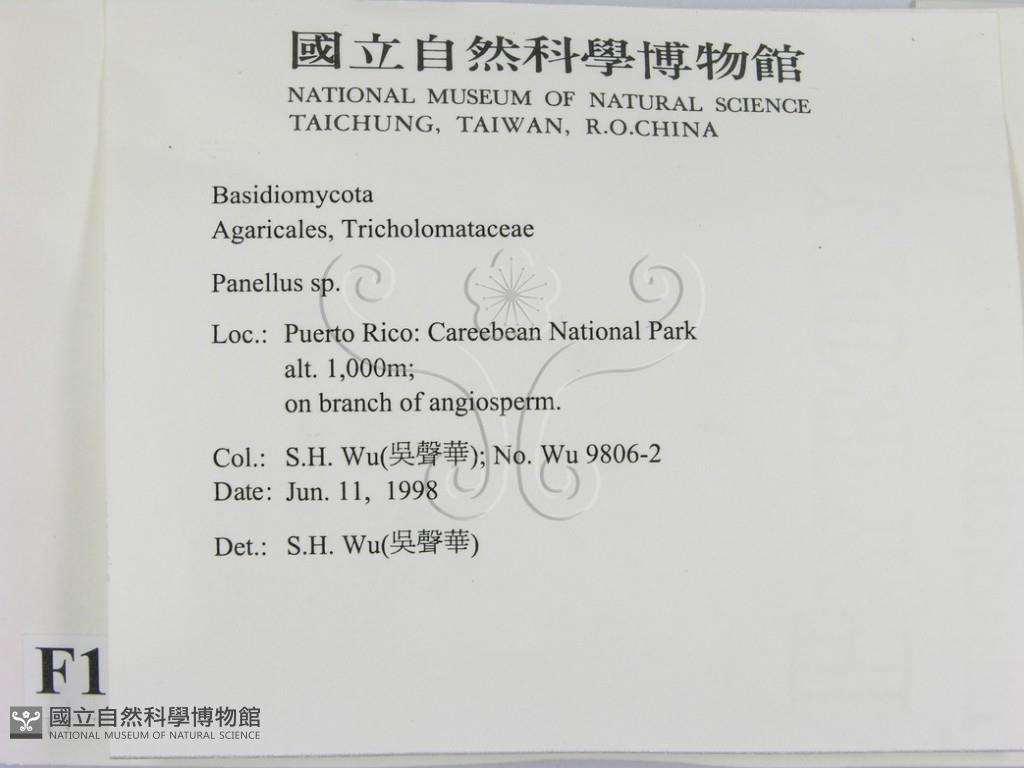 國立自然科學博物館
NATIONAL MUSEUM OF NATURAL SCIENCE
TAICHUNG, TAIWAN, R.O.CHINA
Basidiomycota
Agaricales, Tricholomataceae
Panellus sp.
Loc.: Puerto Rico: Careebean National Park
alt. 1,000m;
on branch of angiosperm.
Col.: S.H. Wu(吳聲華); No. Wu 9806-2
Date: Jun. 11, 1998
Det.: S.H. Wu(吳聲華)
F1
國立自然科學博物館
NATIONAL MUSEUM OF NATURAL SCIENCE